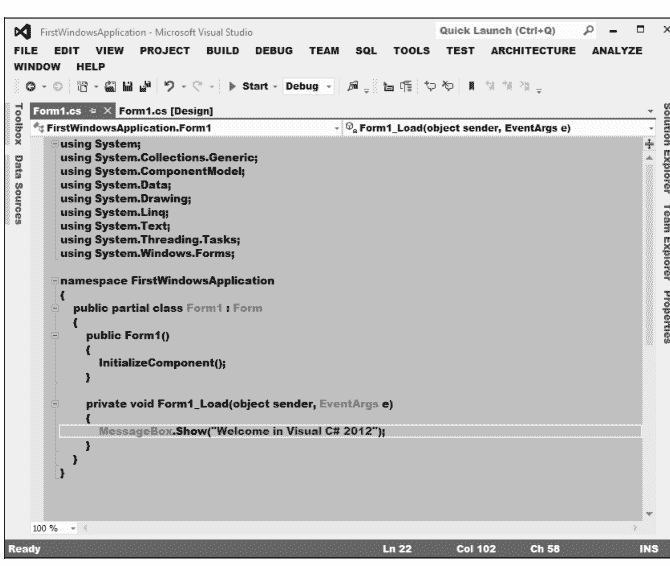 FirstWindowsApplication - Microsoft Visual Studio
Quick Launch (Ctrl+Q)
FILE EDIT VIEW PROJECT BUILD DEBUG TEAM SQL TOOLS TEST ARCHITECTURE ANALYZE
WINDOW HELP
Start - Debug
Form1.cs Form1.cs [Design]
FirstWindowsApplication.Form1
Form1_Load(object sender, EventArgs e)
Toolbox
Data Sources
using System;
using System.Collections.Generic;
using System.ComponentModel;
using System.Data;
using System.Drawing;
using System.Linq;
using System.Text;
using System.Threading.Tasks;
using System.Windows.Forms;
namespace FirstWindowsApplication
{
public partial class Form1 : Form
{
public Form1()
{
InitializeComponent();
}
private void Form1_Load(object sender, EventArgs e)
{
MessageBox.Show("Welcome in Visual C# 2012");
}
}
}
Solution Explorer
Team Explorer
Properties
100 %
Ready Ln 22 Col 102 Ch 58 INS